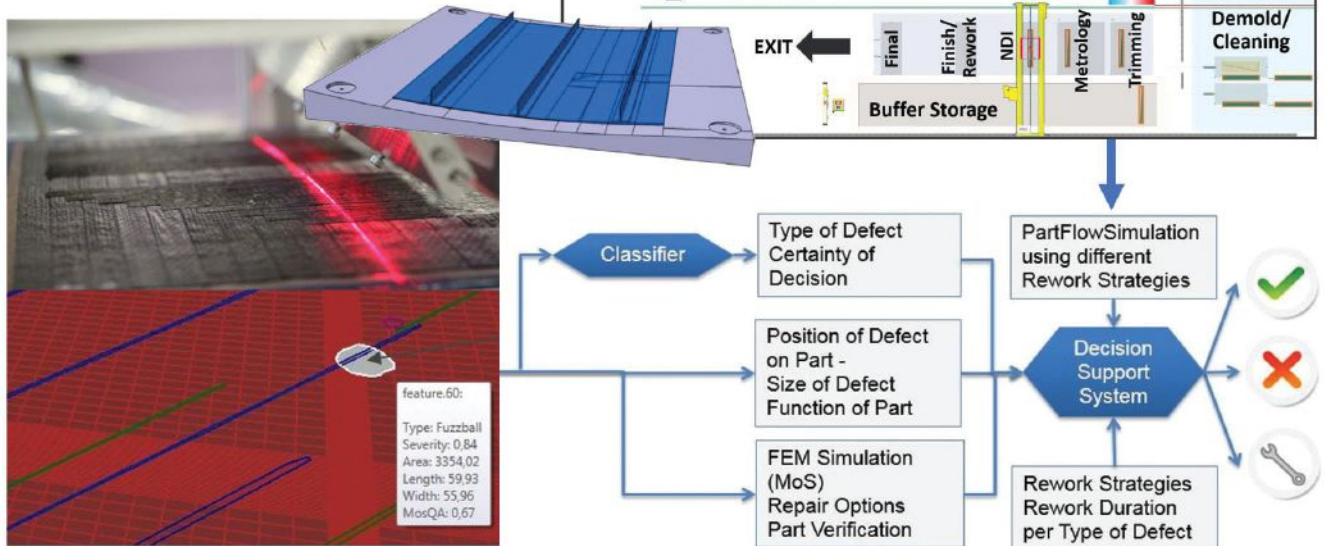 EXIT
Final
Finish/
Rework
NDI
Metrology
Trimming
Demold/
Cleaning
Buffer Storage
Classifier
Type of Defect
Certainty of
Decision
PartFlowSimulation
using different
Rework Strategies
Position of Defect
on Part -
Size of Defect
Function of Part
Decision
Support
System
feature.60:
Type: Fuzzball
Severity: 0,84
Area: 3354,02
Length: 59,93
Width: 55,96
MosQA: 0,67
FEM Simulation
(MoS)
Repair Options
Part Verification
Rework Strategies
Rework Duration
per Type of Defect